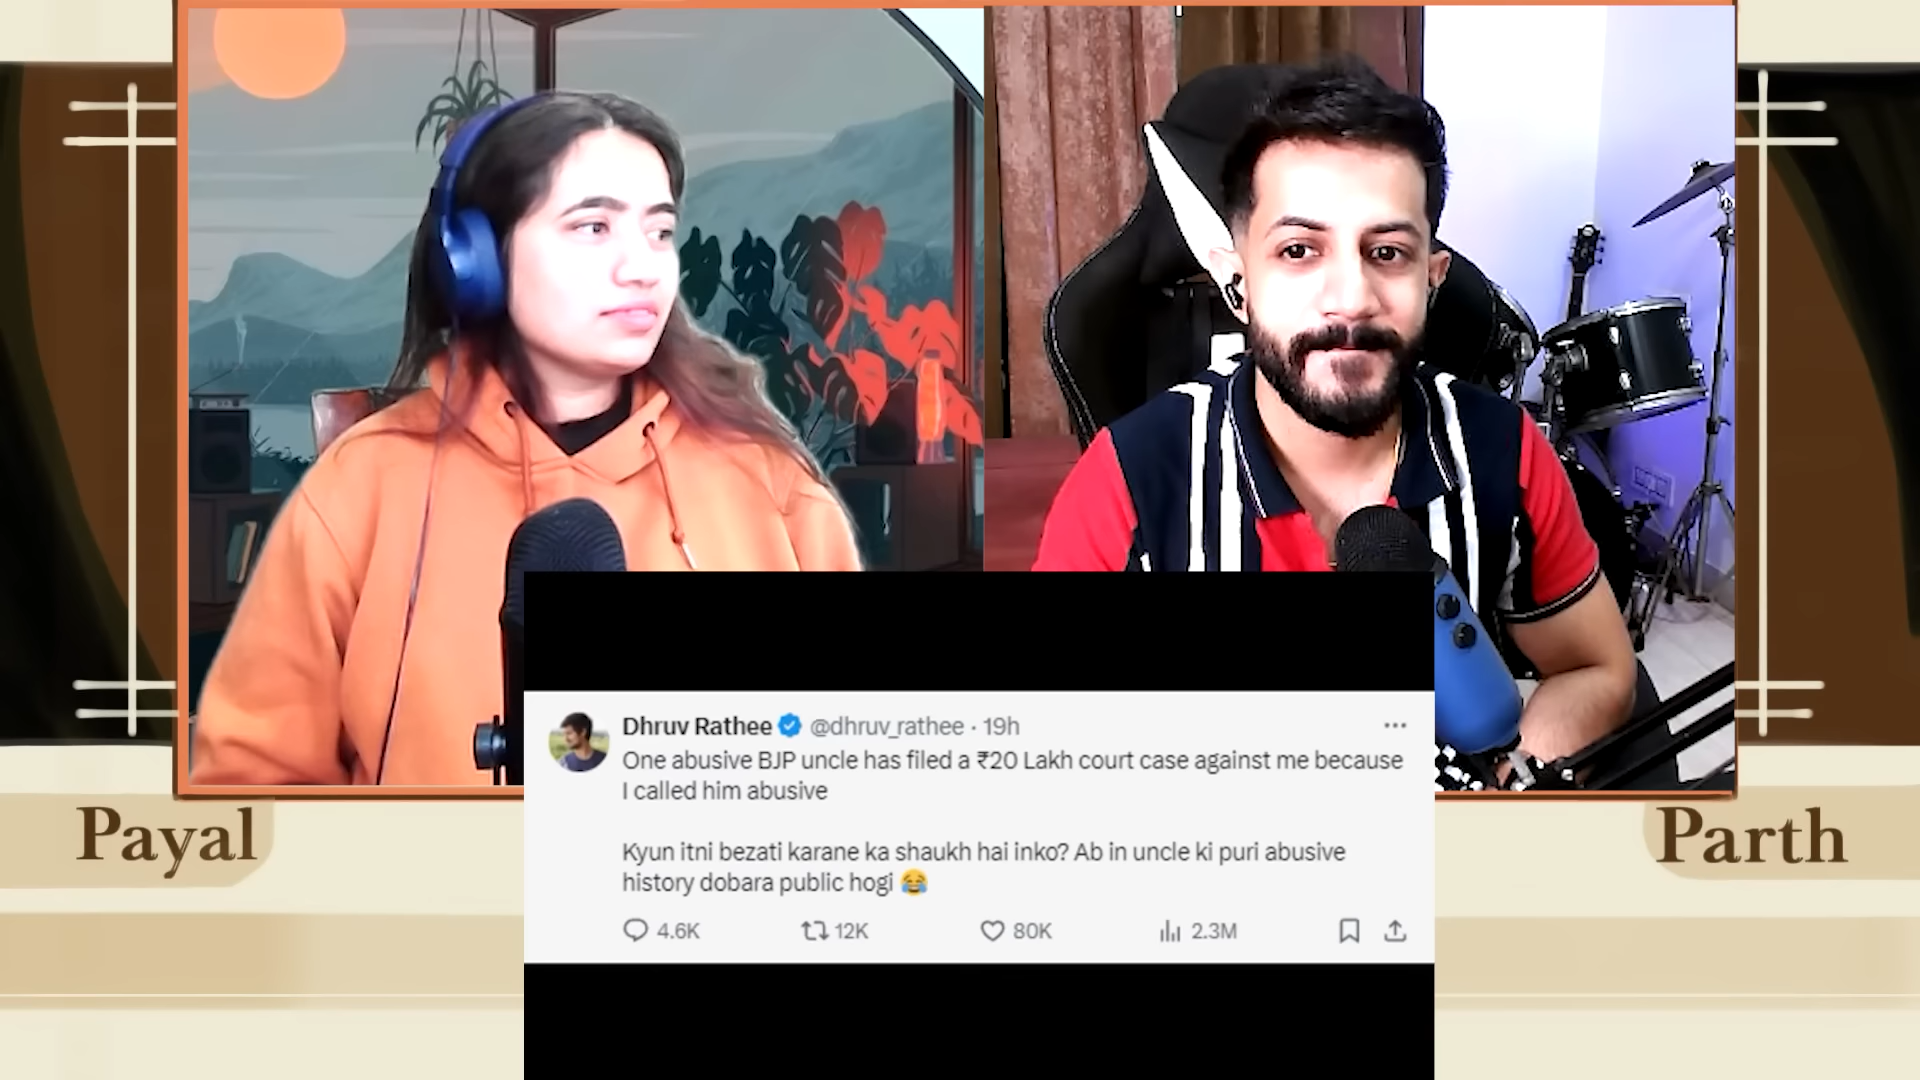 Payal
Parth
Dhruv Rathee @dhruv_rathee · 19h
One abusive BJP uncle has filed a ₹20 Lakh court case against me because
I called him abusive
Kyun itni bezati karane ka shaukh hai inko? Ab in uncle ki puri abusive
history dobara public hogi 😂
4.6K 12K 80K 2.3M